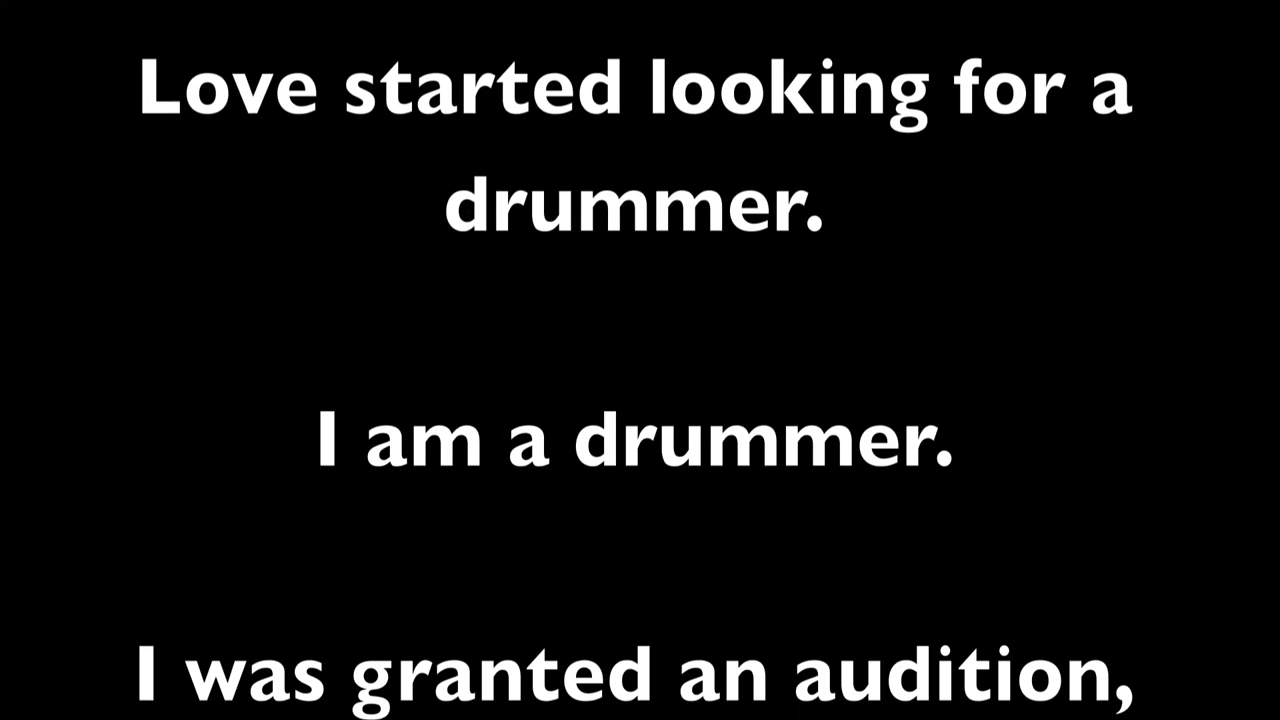 Love started looking for a
drummer.
I am a drummer.
I was granted an audition,